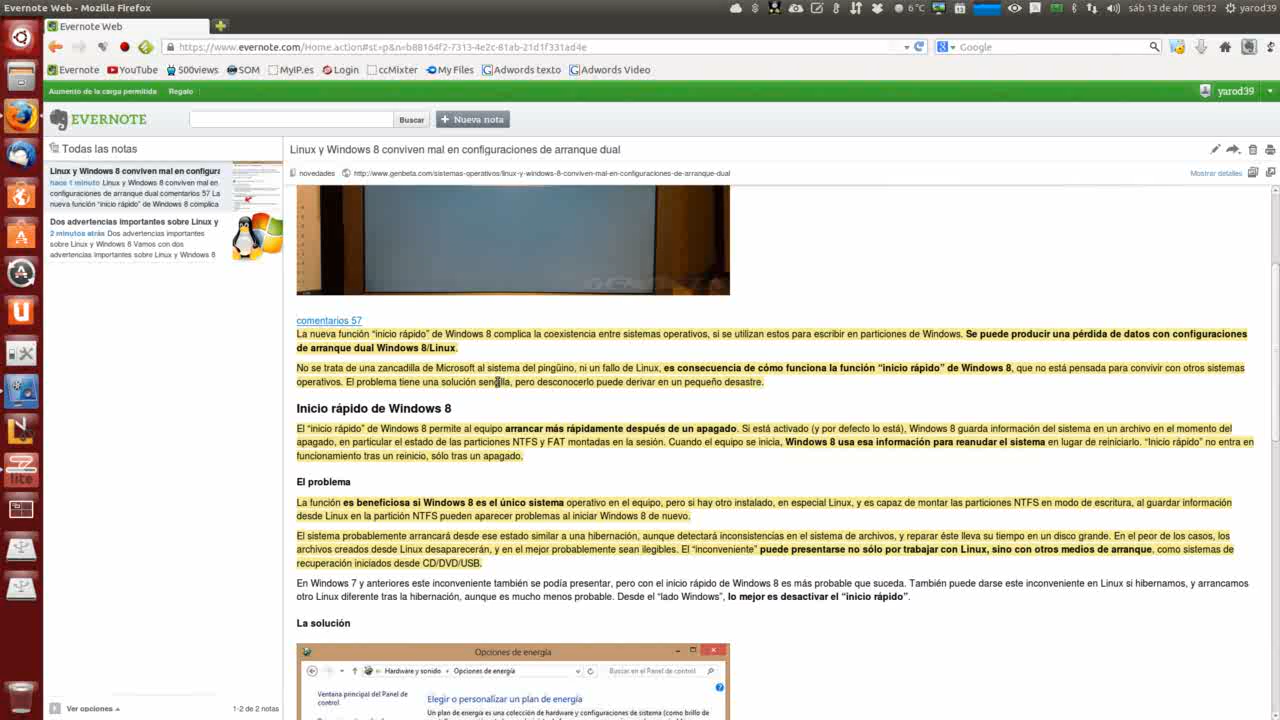 Evernote Web - Mozilla Firefox
6°C
sáb 13 de abr
08:12
yarod39
Evernote Web
https://www.evernote.com/Home.action#st=p&n=b88164f2-7313-4e2c-81ab-21d1f331ad4e
Google
Evernote
YouTube
500views
SOM
MyIP.es
Login
ccMixter
My Files
Adwords texto
Adwords Video
Aumento de la carga permitida
Regalo
yarod39
EVERNOTE
Buscar
+ Nueva nota
Todas las notas
Linux y Windows 8 conviven mal en configura
hace 1 minuto Linux y Windows 8 conviven mal en
configuraciones de arranque dual comentarios 57 La
nueva función “inicio rápido” de Windows 8 complica
Dos advertencias importantes sobre Linux y
2 minutos atrás Dos advertencias importantes
sobre Linux y Windows 8 Vamos con dos
advertencias importantes sobre Linux y Windows 8
Ver opciones
1-2 de 2 notas
Linux y Windows 8 conviven mal en configuraciones de arranque dual
novedades
http://www.genbeta.com/sistemas-operativos/linux-y-windows-8-conviven-mal-en-configuraciones-de-arranque-dual
Mostrar detalles
comentarios 57
La nueva función “inicio rápido” de Windows 8 complica la coexistencia entre sistemas operativos, si se utilizan estos para escribir en particiones de Windows. Se puede producir una pérdida de datos con configuraciones
de arranque dual Windows 8/Linux.
No se trata de una zancadilla de Microsoft al sistema del pingüino, ni un fallo de Linux, es consecuencia de cómo funciona la función “inicio rápido” de Windows 8, que no está pensada para convivir con otros sistemas
operativos. El problema tiene una solución sencilla, pero desconocerlo puede derivar en un pequeño desastre.
Inicio rápido de Windows 8
El “inicio rápido” de Windows 8 permite al equipo arrancar más rápidamente después de un apagado. Si está activado (y por defecto lo está), Windows 8 guarda información del sistema en un archivo en el momento del
apagado, en particular el estado de las particiones NTFS y FAT montadas en la sesión. Cuando el equipo se inicia, Windows 8 usa esa información para reanudar el sistema en lugar de reiniciarlo. “Inicio rápido” no entra en
funcionamiento tras un reinicio, sólo tras un apagado.
El problema
La función es beneficiosa si Windows 8 es el único sistema operativo en el equipo, pero si hay otro instalado, en especial Linux, y es capaz de montar las particiones NTFS en modo de escritura, al guardar información
desde Linux en la partición NTFS pueden aparecer problemas al iniciar Windows 8 de nuevo.
El sistema probablemente arrancará desde ese estado similar a una hibernación, aunque detectará inconsistencias en el sistema de archivos, y reparar éste lleva su tiempo en un disco grande. En el peor de los casos, los
archivos creados desde Linux desaparecerán, y en el mejor probablemente sean ilegibles. El “inconveniente” puede presentarse no sólo por trabajar con Linux, sino con otros medios de arranque, como sistemas de
recuperación iniciados desde CD/DVD/USB.
En Windows 7 y anteriores este inconveniente también se podía presentar, pero con el inicio rápido de Windows 8 es más probable que suceda. También puede darse este inconveniente en Linux si hibernamos, y arrancamos
otro Linux diferente tras la hibernación, aunque es mucho menos probable. Desde el “lado Windows”, lo mejor es desactivar el “inicio rápido”.
La solución
Opciones de energía
Hardware y sonido
Opciones de energía
Buscar en el Panel de control
Ventana principal del Panel de
control
Elegir o personalizar un plan de energía
Un plan de energía es una colección de hardware y configuraciones de sistema (como brillo de